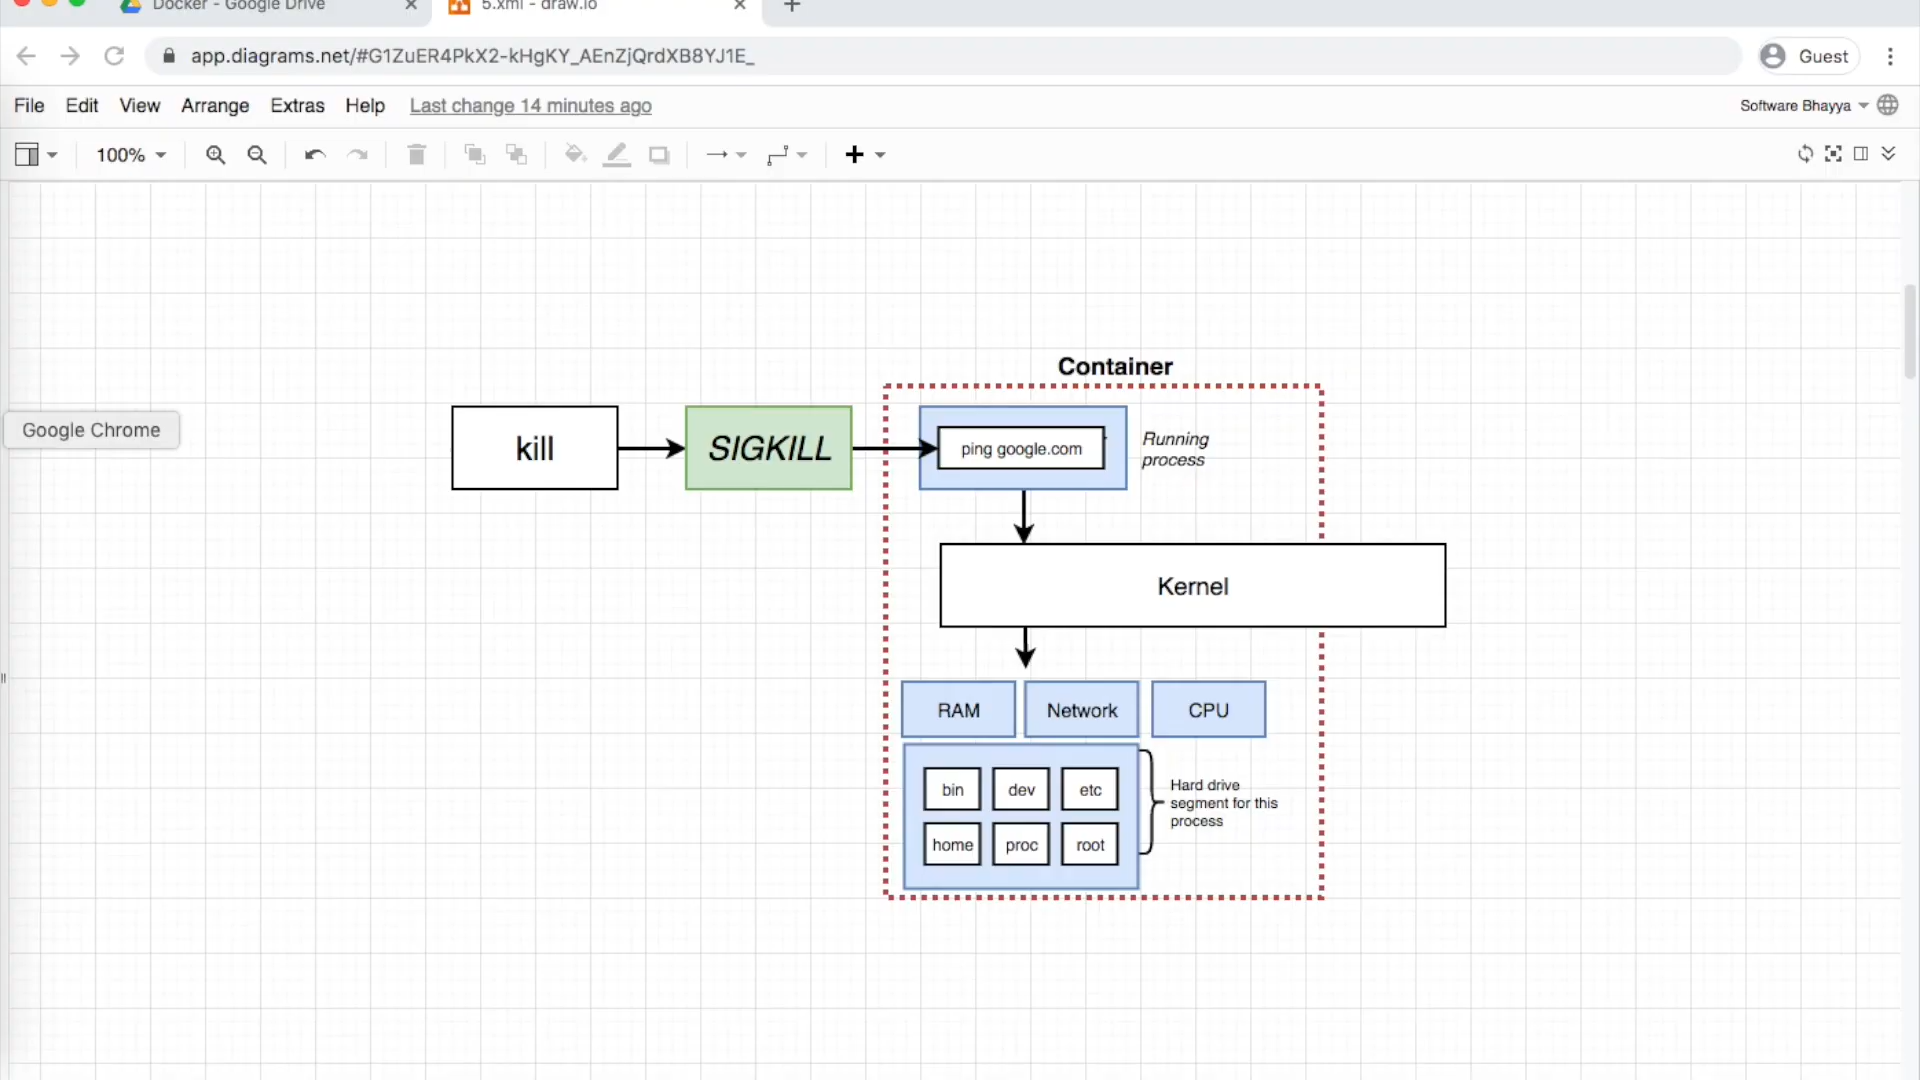 Docker - Google Drive
5.xml - draw.io
app.diagrams.net/#G1ZuER4PkX2-kHgKY_AEnZjQrdXB8YJ1E_
Guest
File Edit View Arrange Extras Help Last change 14 minutes ago
Software Bhayya
100%
Container
Google Chrome
kill
SIGKILL
ping google.com
Running
process
Kernel
RAM
Network
CPU
bin
dev
etc
home
proc
root
Hard drive
segment for this
process